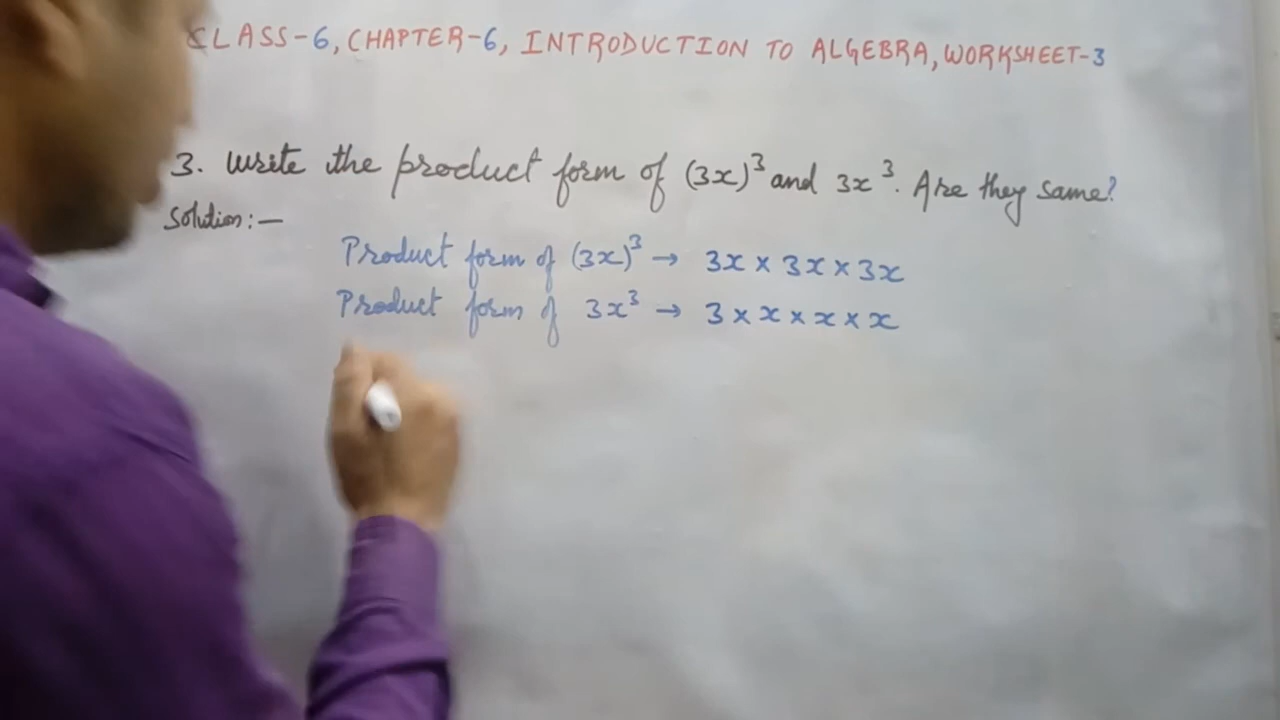 CLASS-6, CHAPTER-6, INTRODUCTION TO ALGEBRA, WORKSHEET-3
3. Write the product form of (3x)³ and 3x³. Are they same?
Solution:—
Product form of (3x)³ → 3x × 3x × 3x
Product form of 3x³ → 3 × x × x × x